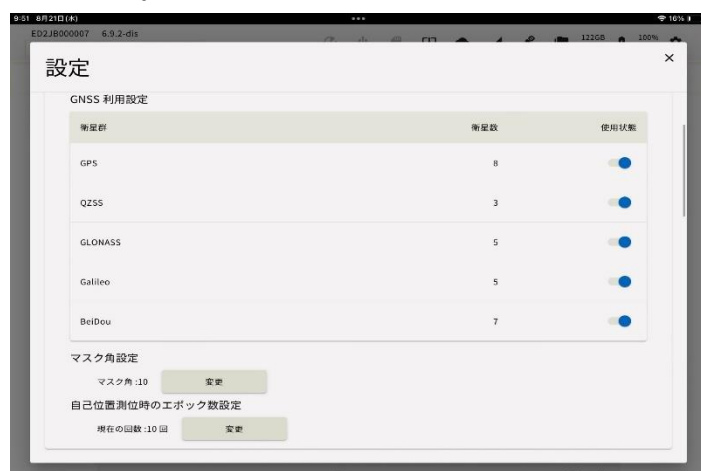 9:51 8月21日(水)
16%
ED2JB000007 6.9.2-dis
122GB
100%
設定
×
GNSS 利用設定
衛星群 衛星数 使用状態
GPS 8
QZSS 3
GLONASS 5
Galileo 5
BeiDou 7
マスク角設定
マスク角:10 変更
自己位置測位時のエポック数設定
現在の回数:10 回 変更